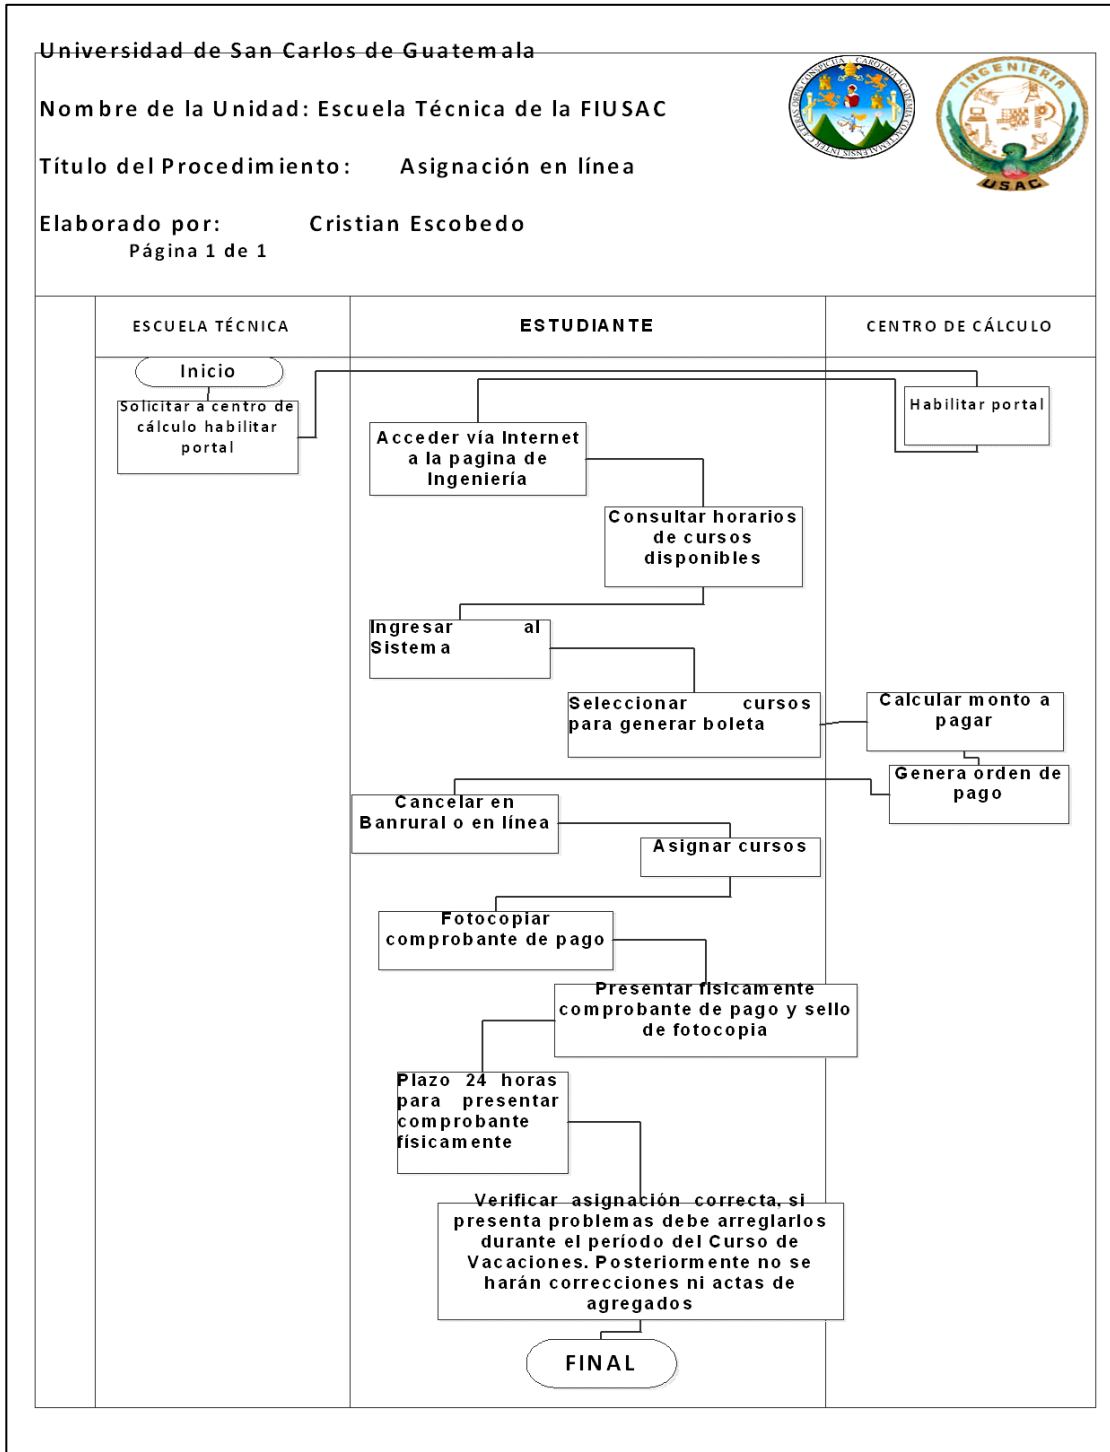 Universidad de San Carlos de Guatemala
Nombre de la Unidad: Escuela Técnica de la FIUSAC
Título del Procedimiento: Asignación en línea
Elaborado por: Cristian Escobedo
Página 1 de 1
INGENIERIA
USAC
ESCUELA TÉCNICA
ESTUDIANTE
CENTRO DE CÁLCULO
Inicio
Solicitar a centro de
cálculo habilitar
portal
Habilitar portal
Acceder vía Internet
a la pagina de
Ingeniería
Consultar horarios
de cursos
disponibles
Ingresar al
Sistema
Seleccionar cursos
para generar boleta
Calcular monto a
pagar
Genera orden de
pago
Cancelar en
Banrural o en línea
Asignar cursos
Fotocopiar
comprobante de pago
Presentar físicamente
comprobante de pago y sello
de fotocopia
Plazo 24 horas
para presentar
comprobante
físicamente
Verificar asignación correcta, si
presenta problemas debe arreglarlos
durante el período del Curso de
Vacaciones. Posteriormente no se
harán correcciones ni actas de
agregados
FINAL